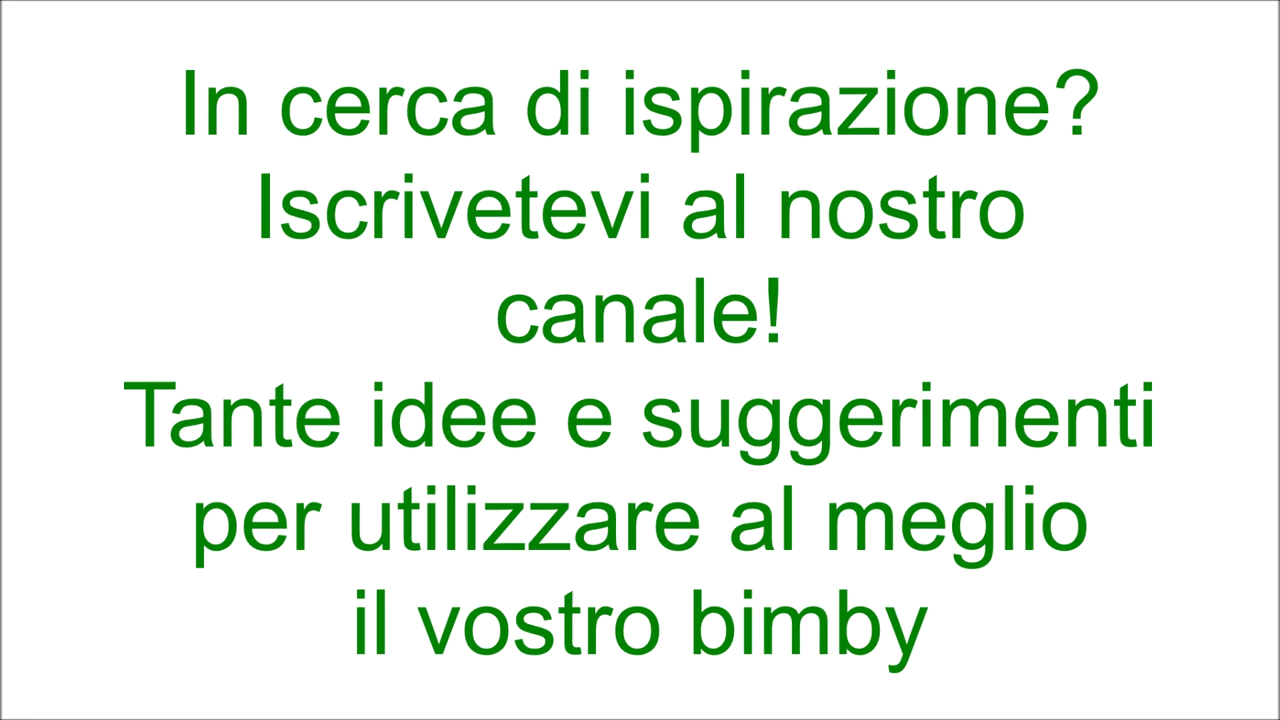 In cerca di ispirazione?
Iscrivetevi al nostro
canale!
Tante idee e suggerimenti
per utilizzare al meglio
il vostro bimby